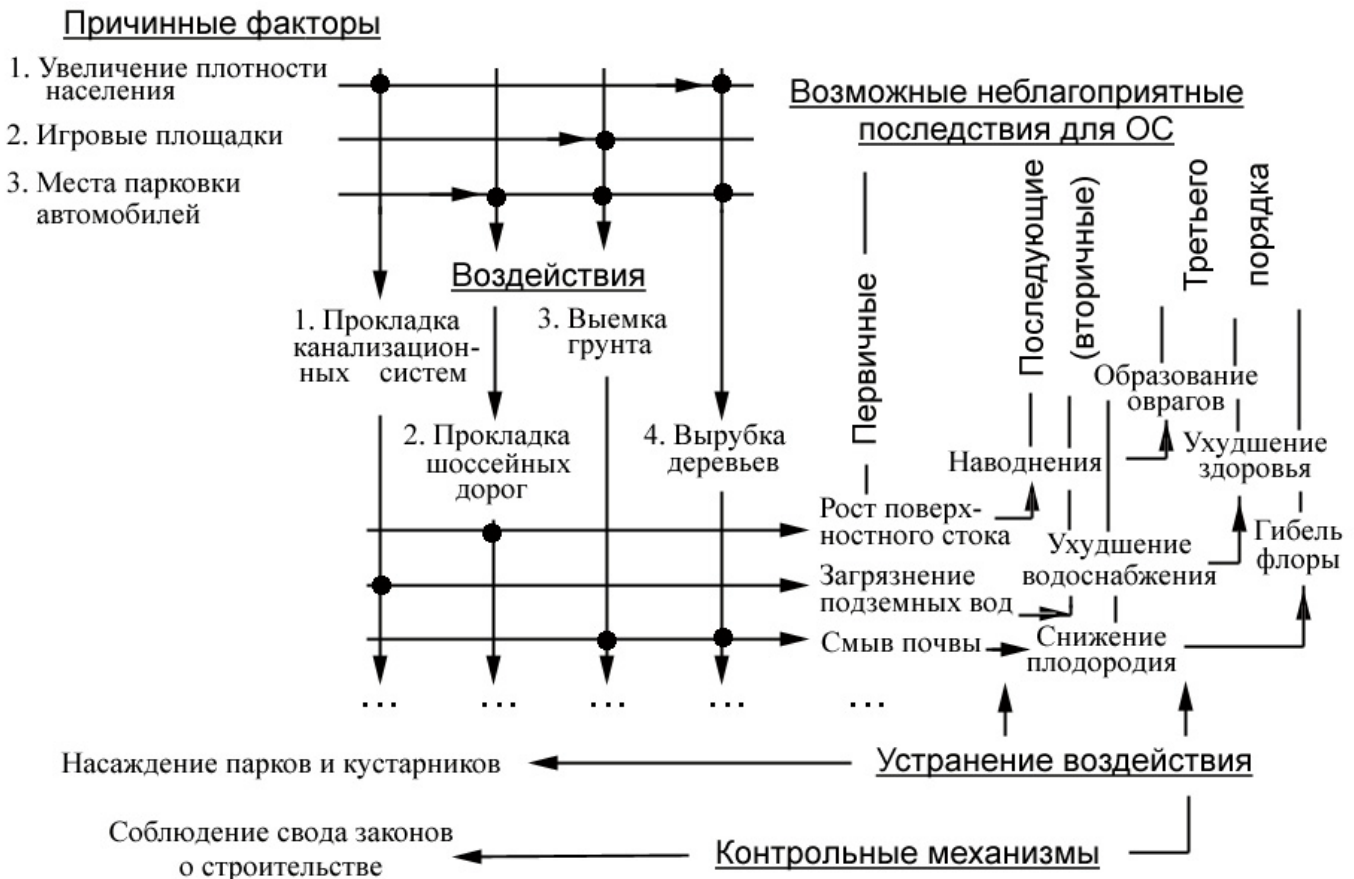 Причинные факторы
1. Увеличение плотности
населения
2. Игровые площадки
3. Места парковки
автомобилей
Возможные неблагоприятные
последствия для ОС
Первичные
Последующие
(вторичные)
Третьего
порядка
Воздействия
1. Прокладка
канализацион-
ных систем
2. Прокладка
шоссейных
дорог
3. Выемка
грунта
4. Вырубка
деревьев
Образование
оврагов
Наводнения
Ухудшение
здоровья
Рост поверх-
ностного стока
Ухудшение
водоснабжения
Гибель
флоры
Загрязнение
подземных вод
Смыв почвы
Снижение
плодородия
... ... ... ... ...
Насаждение парков и кустарников
Устранение воздействия
Соблюдение свода законов
о строительстве
Контрольные механизмы